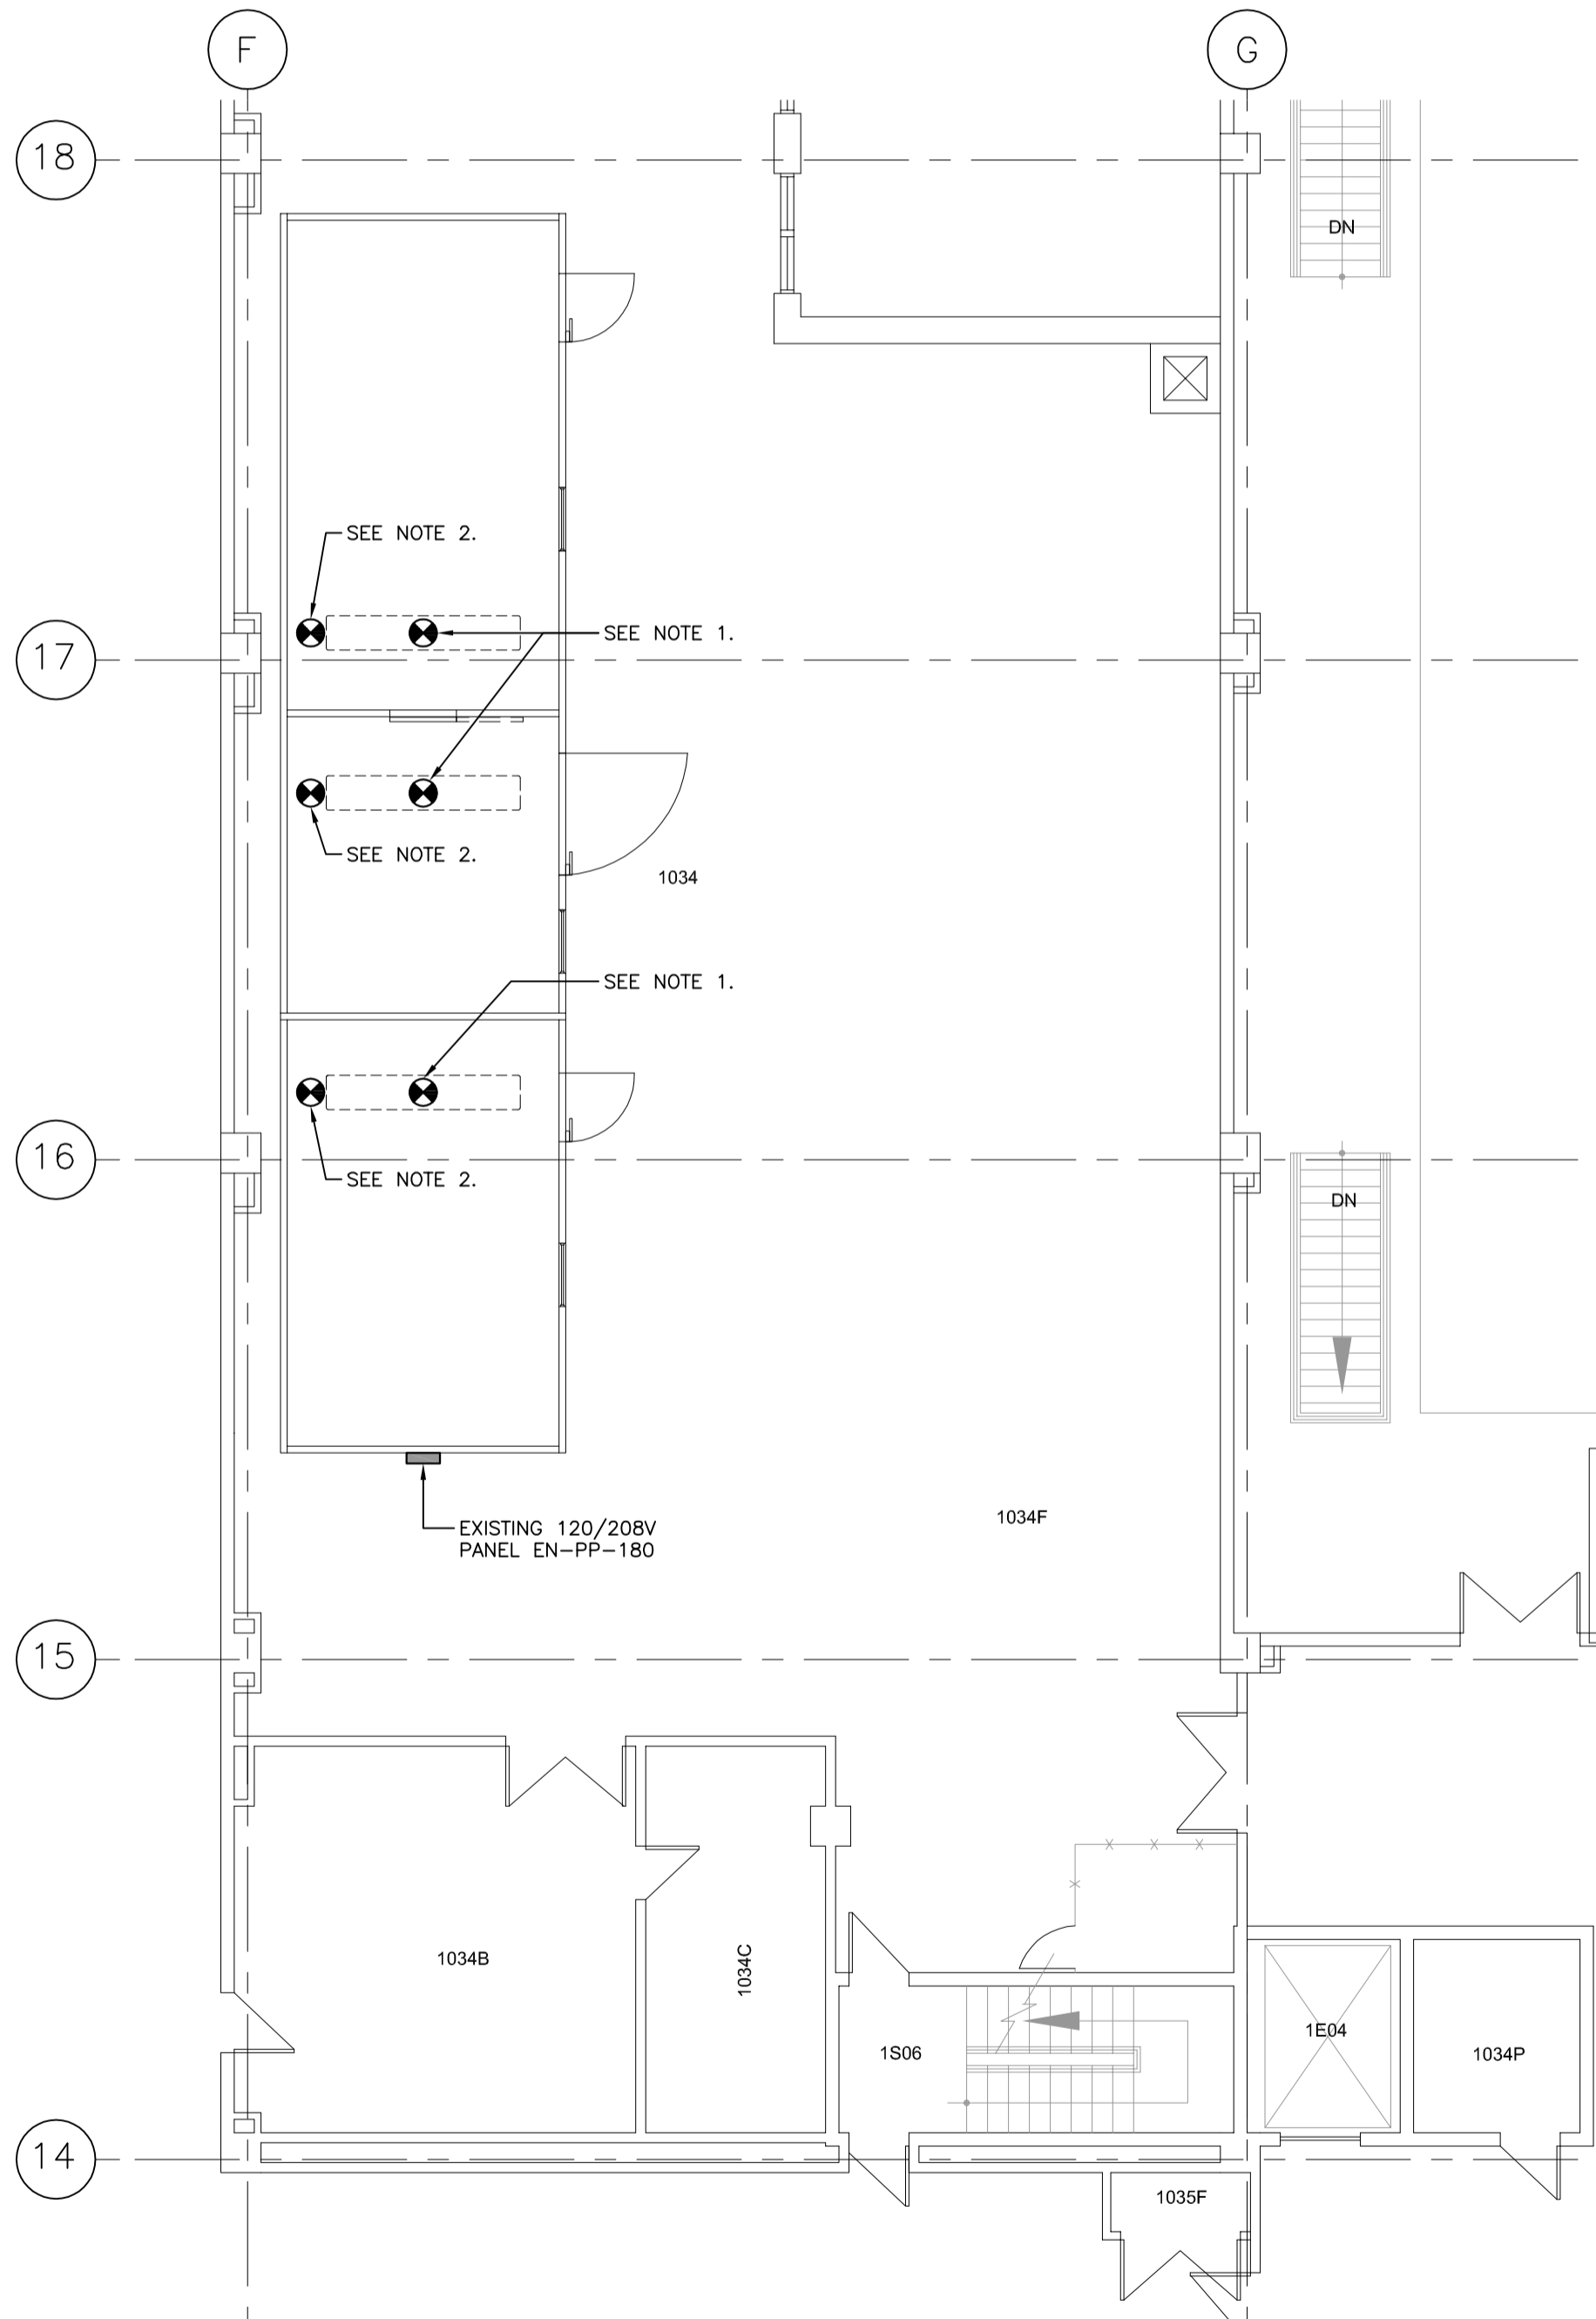 F
G
18
DN
SEE NOTE 2.
SEE NOTE 1.
17
SEE NOTE 2.
1034
SEE NOTE 1.
16
SEE NOTE 2.
DN
1034F
EXISTING 120/208V
PANEL EN-PP-180
15
1034B
1034C
1S06
1E04
1034P
14
1035F